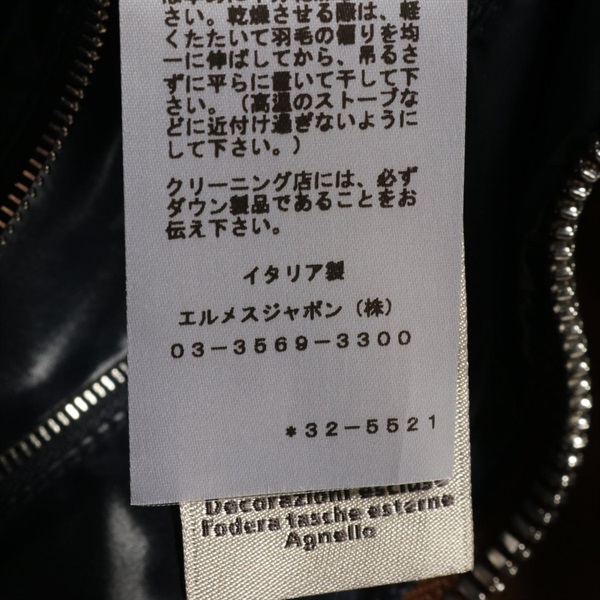 さい。乾燥させる際は、軽
くたたいて羽毛の偏りを均
一に伸ばしてから、吊るさ
ずに平らに置いて干して下
さい。（高温のストーブな
どに近付け過ぎないように
して下さい。）
クリーニング店には、必ず
ダウン製品であることをお
伝え下さい。
イタリア製
エルメスジャポン（株）
03-3569-3300
*32-5521
Decorazioni escluse
Fodera tasche esterne
Agnello